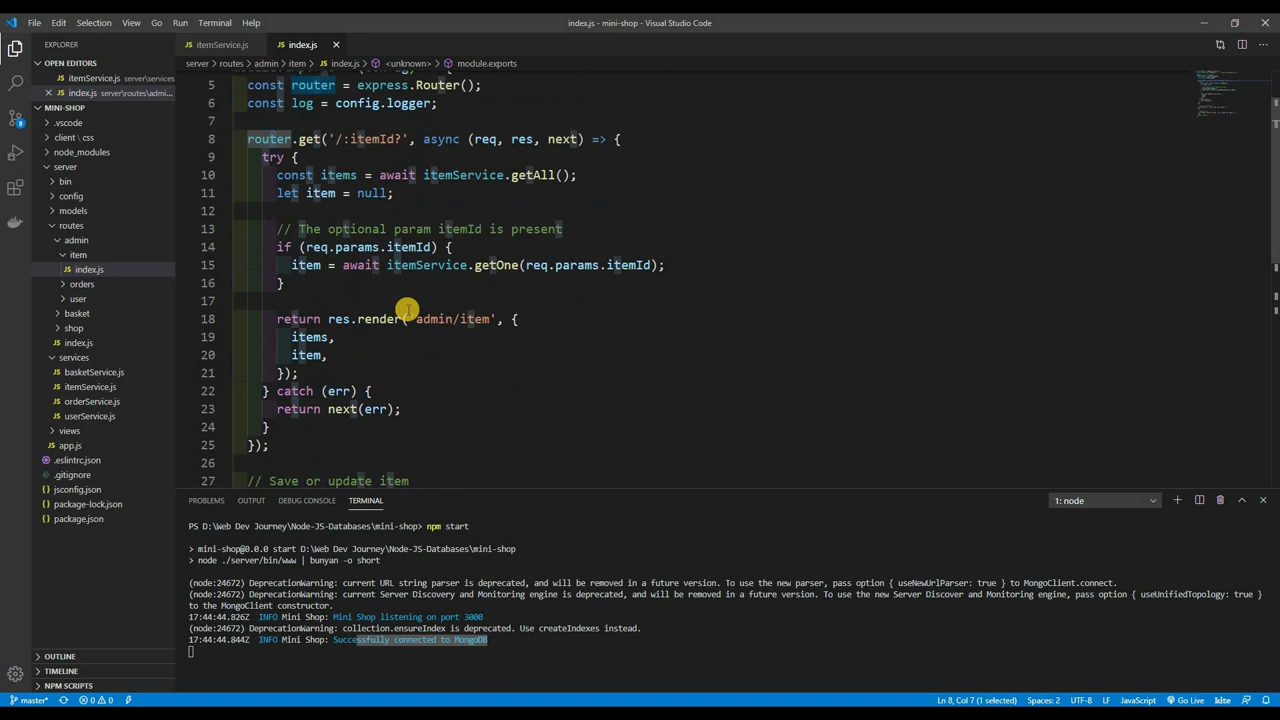 File Edit Selection View Go Run Terminal Help
index.js - mini-shop - Visual Studio Code
EXPLORER
OPEN EDITORS
itemService.js server\services
index.js server\routes\admi...
MINI-SHOP
.vscode
client \ css
node_modules
server
bin
config
models
routes
admin
item
index.js
orders
user
basket
shop
index.js
services
basketService.js
itemService.js
orderService.js
userService.js
views
app.js
.eslintrc.json
.gitignore
jsconfig.json
package-lock.json
package.json
OUTLINE
TIMELINE
NPM SCRIPTS
itemService.js index.js
server > routes > admin > item > index.js > <unknown> > module.exports
5 const router = express.Router();
6 const log = config.logger;
7
8 router.get('/:itemId?', async (req, res, next) => {
9 try {
10 const items = await itemService.getAll();
11 let item = null;
12
13 // The optional param itemId is present
14 if (req.params.itemId) {
15 item = await itemService.getOne(req.params.itemId);
16 }
17
18 return res.render('admin/item', {
19 items,
20 item,
21 });
22 } catch (err) {
23 return next(err);
24 }
25 });
26
27 // Save or update item
PROBLEMS OUTPUT DEBUG CONSOLE TERMINAL
1: node
PS D:\Web Dev Journey\Node-JS-Databases\mini-shop> npm start
> mini-shop@0.0.0 start D:\Web Dev Journey\Node-JS-Databases\mini-shop
> node ./server/bin/www | bunyan -o short
(node:24672) DeprecationWarning: current URL string parser is deprecated, and will be removed in a future version. To use the new parser, pass option { useNewUrlParser: true } to MongoClient.connect.
(node:24672) DeprecationWarning: current Server Discovery and Monitoring engine is deprecated, and will be removed in a future version. To use the new Server Discover and Monitoring engine, pass option { useUnifiedTopology: true }
to the MongoClient constructor.
17:44:44.826Z INFO Mini Shop: Mini Shop listening on port 3000
(node:24672) DeprecationWarning: collection.ensureIndex is deprecated. Use createIndexes instead.
17:44:44.844Z INFO Mini Shop: Successfully connected to MongoDB
master* 0 0 Ln 8, Col 7 (1 selected) Spaces: 2 UTF-8 LF JavaScript Go Live kite